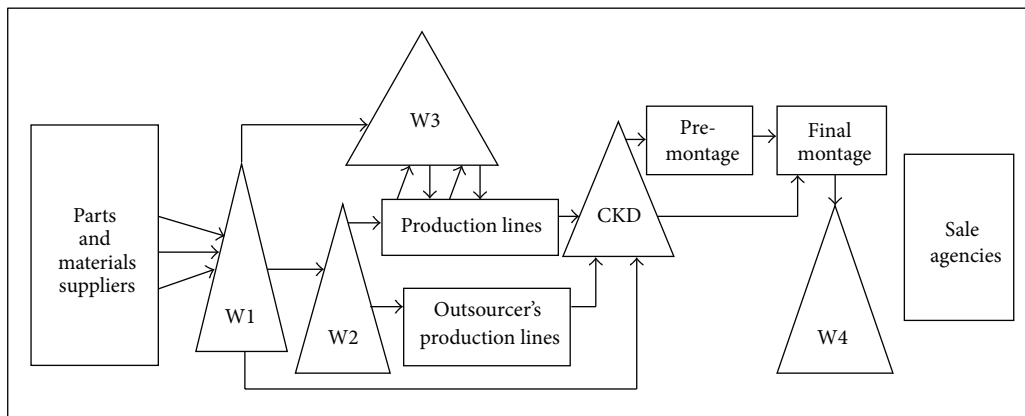 Parts and
materials
suppliers
W1
W2
W3
Production lines
Outsourcer's
production lines
CKD
Pre-
montage
Final
montage
W4
Sale
agencies